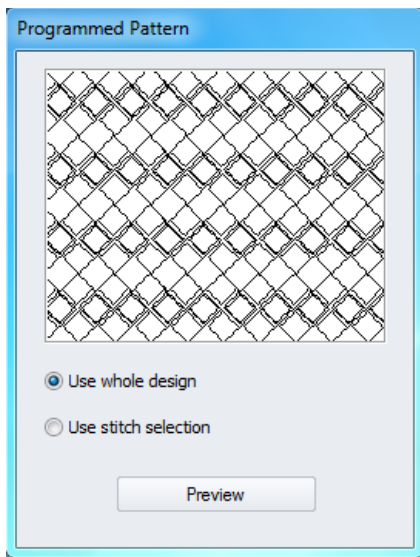 Programmed Pattern
Use whole design
Use stitch selection
Preview